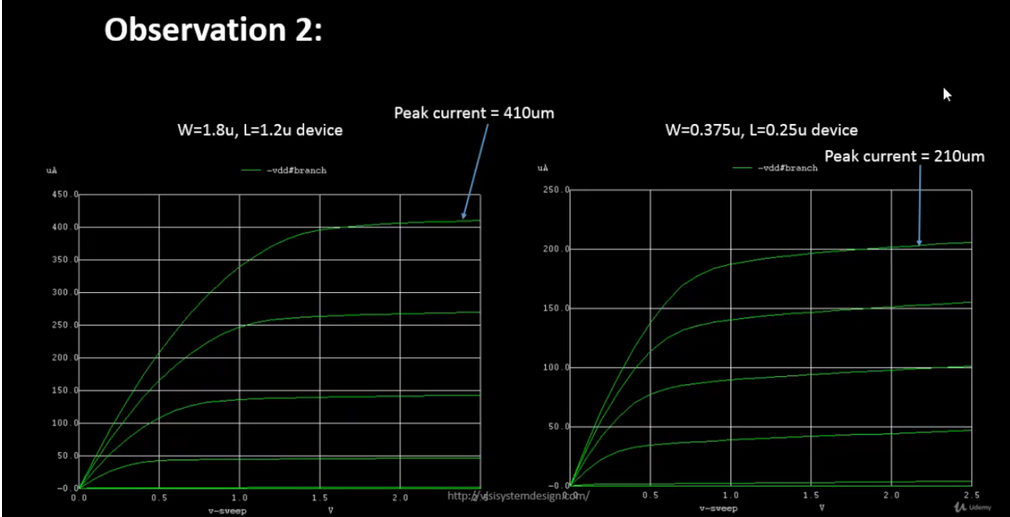 Observation 2:
Peak current = 410um
W=1.8u, L=1.2u device
W=0.375u, L=0.25u device
Peak current = 210um
uA
-vdd#branch
450.0
400.0
350.0
300.0
250.0
200.0
150.0
100.0
50.0
-0.0
0.0 0.5 1.0 1.5 2.0
v-sweep V
uA
-vdd#branch
250.0
200.0
150.0
100.0
50.0
-0.0
0.0 0.5 1.0 1.5 2.0 2.5
v-sweep V
http://vlsisystemdesign.com/
Udemy